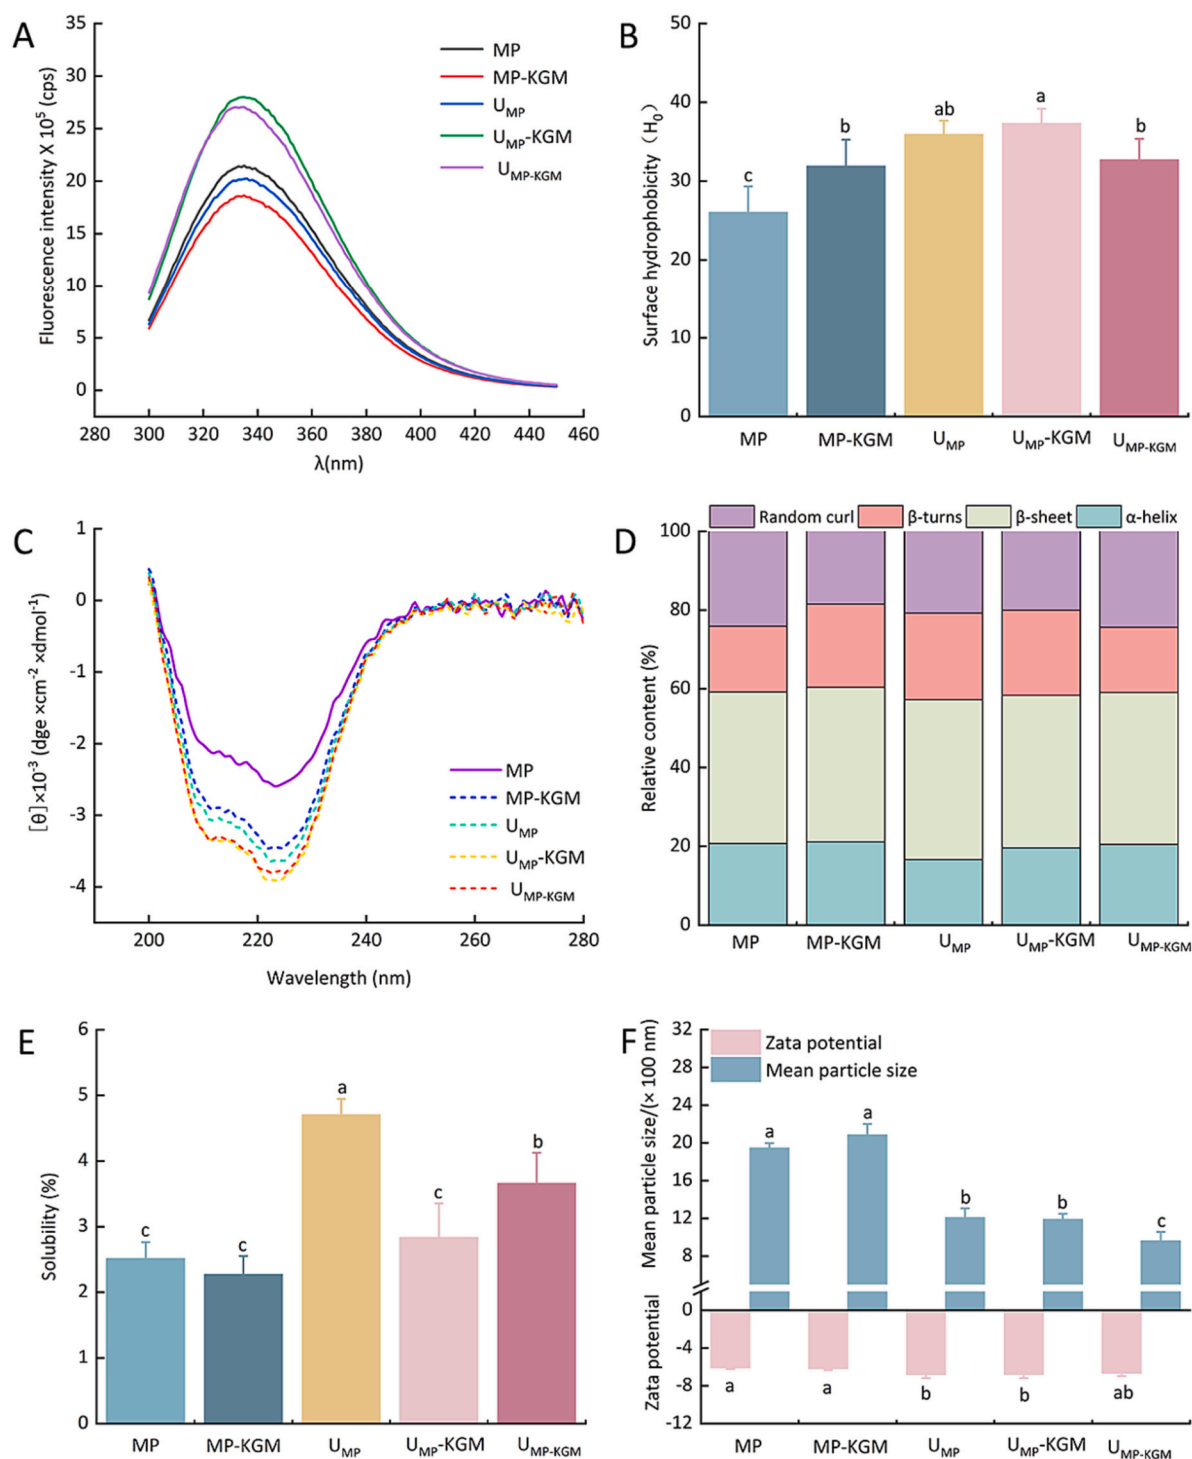 A
Fluorescence intensity X 10⁵ (cps)
35
30
25
20
15
10
5
0
280 300 320 340 360 380 400 420 440 460
λ(nm)
MP
MP-KGM
U_MP
U_MP-KGM
U_MP-KGM
B
Surface hydrophobicity（H₀）
50
40
30
20
10
0
c
b
ab
a
b
MP MP-KGM U_MP U_MP-KGM U_MP-KGM
C
[θ]×10⁻³ (dge ×cm⁻² ×dmol⁻¹)
1
0
-1
-2
-3
-4
200 220 240 260 280
Wavelength (nm)
MP
MP-KGM
U_MP
U_MP-KGM
U_MP-KGM
D
Random curl β-turns β-sheet α-helix
Relative content (%)
100
80
60
40
20
0
MP MP-KGM U_MP U_MP-KGM U_MP-KGM
E
Solubility (%)
6
5
4
3
2
1
0
c
c
a
c
b
MP MP-KGM U_MP U_MP-KGM U_MP-KGM
F
Zata potential
Mean particle size
Mean particle size/(× 100 nm)
Zata potential
32
28
24
20
16
12
8
0
-4
-8
-12
a
a
b
b
c
a
a
b
b
ab
MP MP-KGM U_MP U_MP-KGM U_MP-KGM